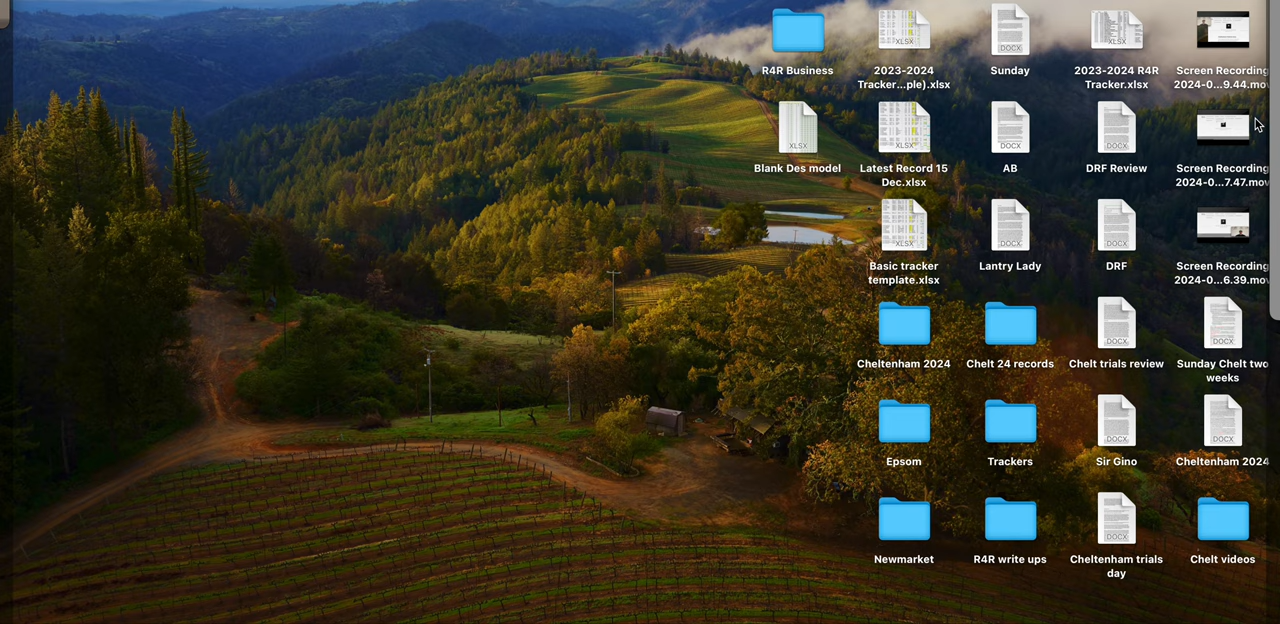 R4R Business
XLSX
2023-2024
Tracker...ple).xlsx
DOCX
Sunday
XLSX
2023-2024 R4R
Tracker.xlsx
Screen Recording
2024-0...9.44.mov
XLSX
Blank Des model
XLSX
Latest Record 15
Dec.xlsx
DOCX
AB
DOCX
DRF Review
Screen Recording
2024-0...7.47.mov
XLSX
Basic tracker
template.xlsx
DOCX
Lantry Lady
DOCX
DRF
Screen Recording
2024-0...6.39.mov
Cheltenham 2024
Chelt 24 records
DOCX
Chelt trials review
DOCX
Sunday Chelt two
weeks
Epsom
Trackers
DOCX
Sir Gino
DOCX
Cheltenham 2024
Newmarket
R4R write ups
DOCX
Cheltenham trials
day
Chelt videos